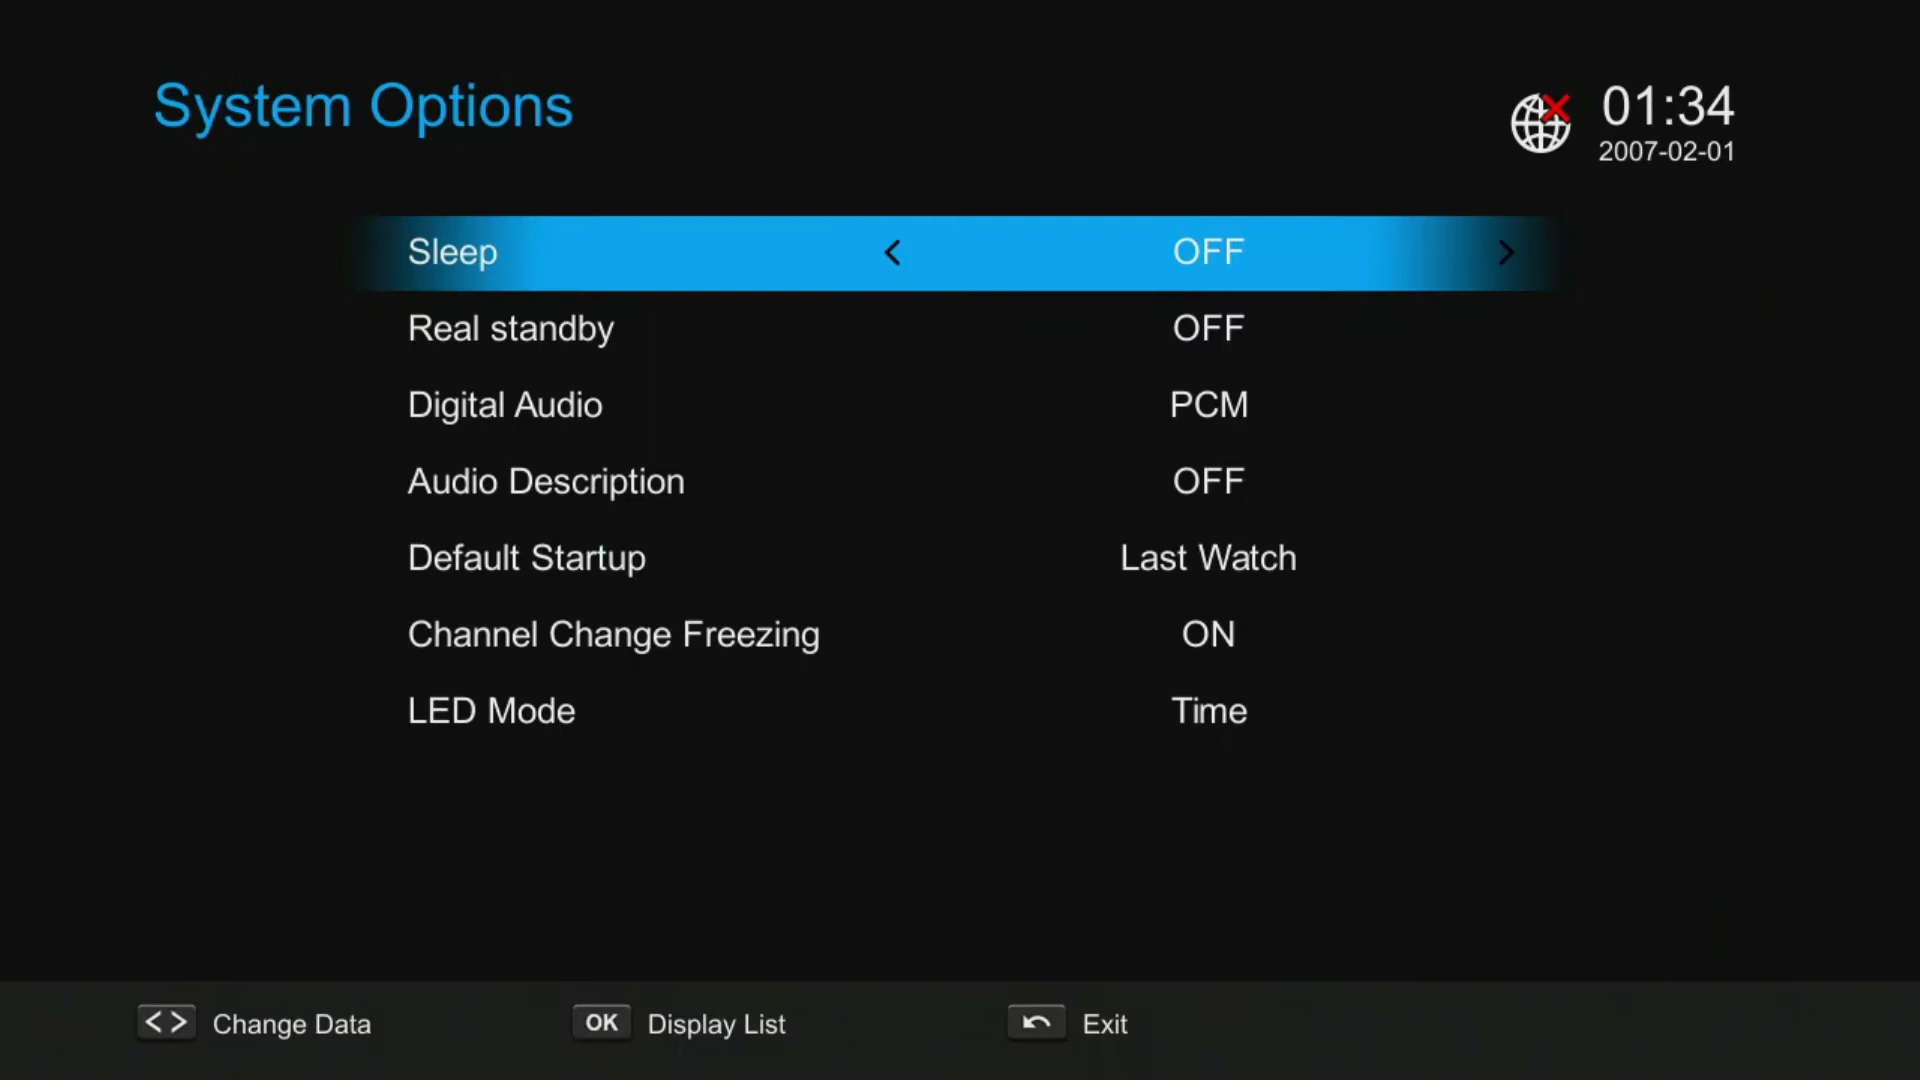 System Options
01:34
2007-02-01
Sleep < OFF >
Real standby OFF
Digital Audio PCM
Audio Description OFF
Default Startup Last Watch
Channel Change Freezing ON
LED Mode Time
< > Change Data OK Display List Exit